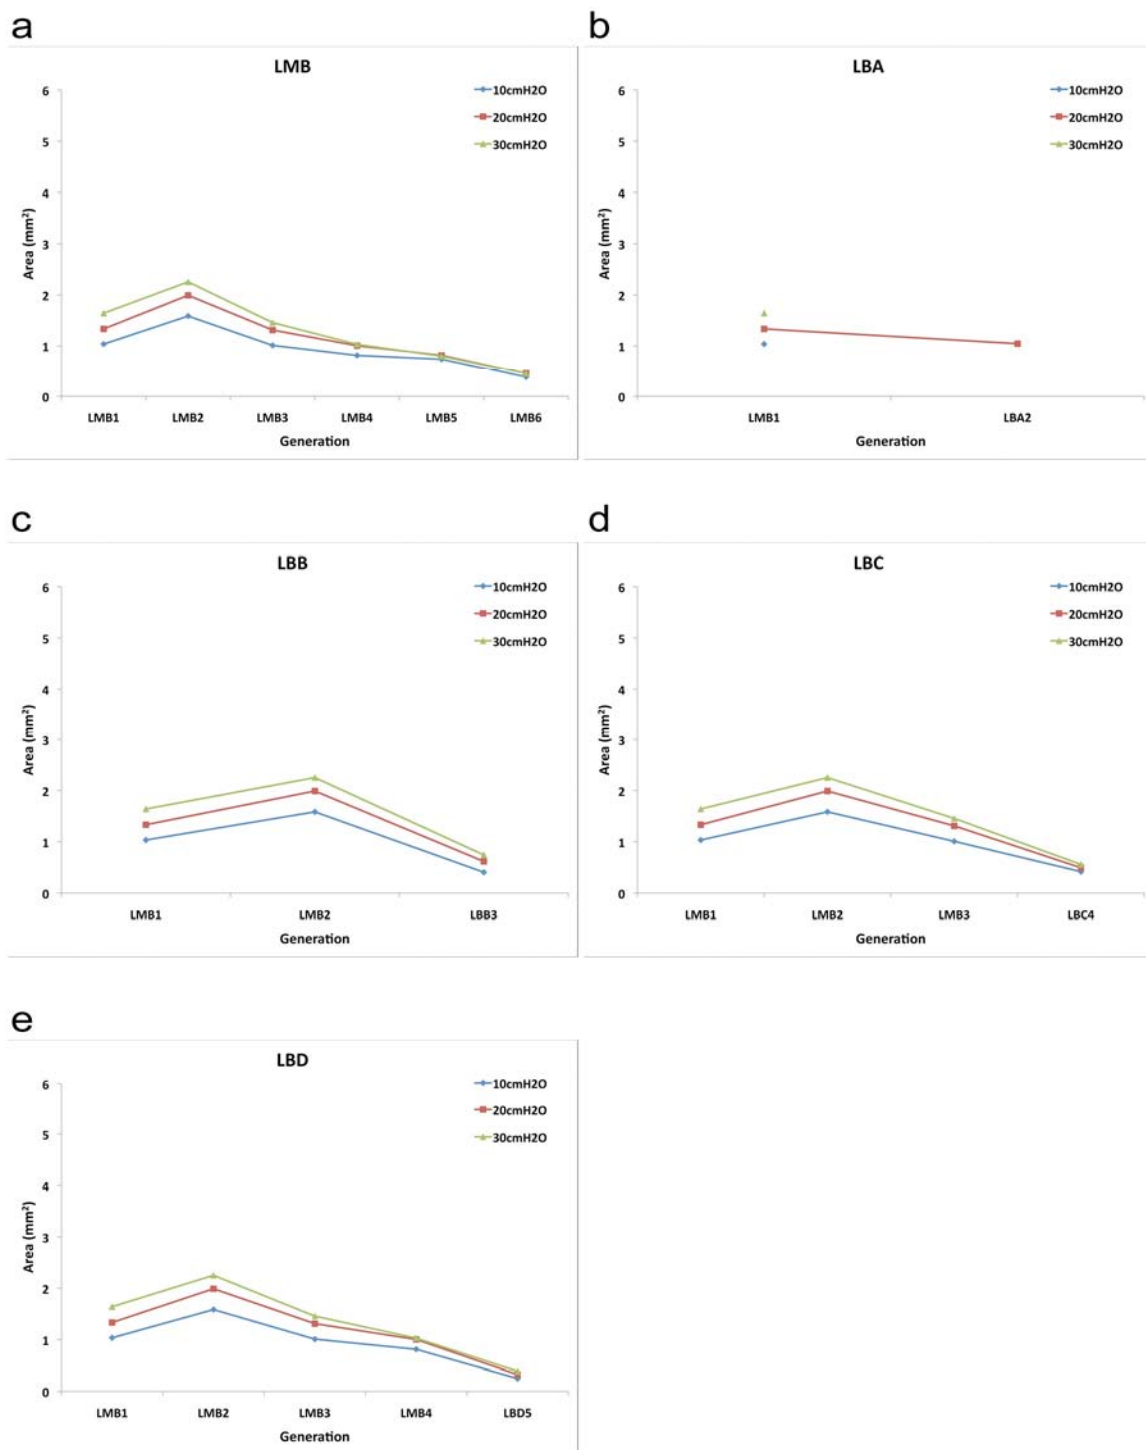 a
LMB
10cmH2O
20cmH2O
30cmH2O
6
5
4
3
2
1
0
Area (mm²)
LMB1 LMB2 LMB3 LMB4 LMB5 LMB6
Generation
b
LBA
10cmH2O
20cmH2O
30cmH2O
6
5
4
3
2
1
0
Area (mm²)
LMB1 LBA2
Generation
c
LBB
10cmH2O
20cmH2O
30cmH2O
6
5
4
3
2
1
0
Area (mm²)
LMB1 LMB2 LBB3
Generation
d
LBC
10cmH2O
20cmH2O
30cmH2O
6
5
4
3
2
1
0
Area (mm²)
LMB1 LMB2 LMB3 LBC4
Generation
e
LBD
10cmH2O
20cmH2O
30cmH2O
6
5
4
3
2
1
0
Area (mm²)
LMB1 LMB2 LMB3 LMB4 LBD5
Generation